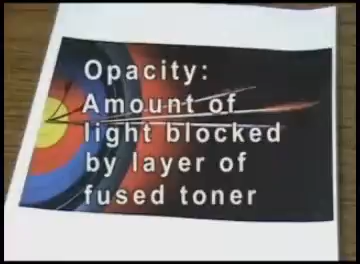 Opacity:
Amount of
light blocked
by layer of
fused toner